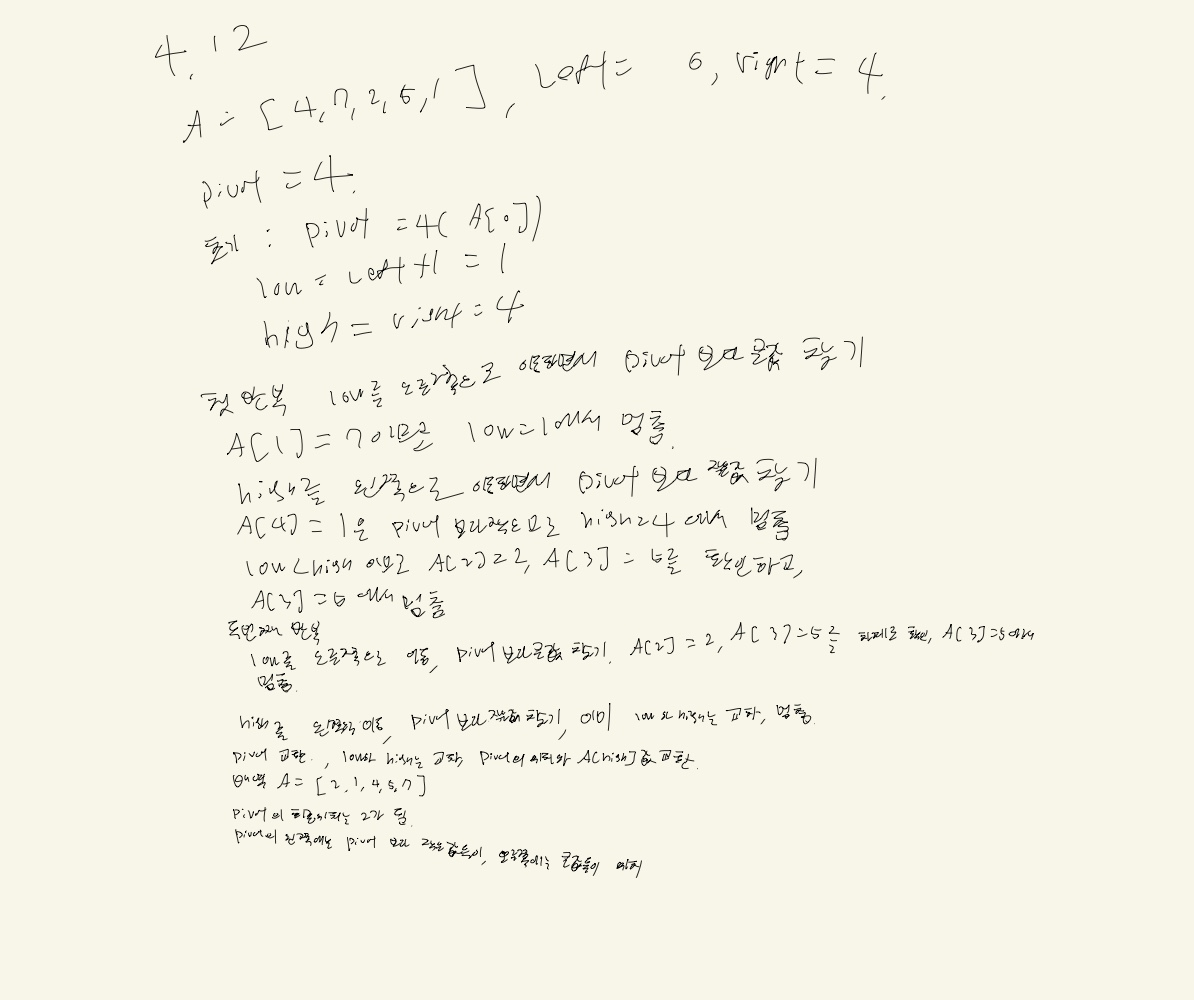 4.12
A = [4,7,2,5,1], Left = 0, right = 4.
pivot = 4.
초기 : pivot = 4( A[0])
low = Left +1 = 1
high = right = 4
첫 반복 low를 오른쪽으로 이동하면서 pivot 보다 큰값 찾기
A[1] = 7 이므로 low=1에서 멈춤.
high를 왼쪽으로 이동하면서 pivot 보다 작은값 찾기
A[4] = 1은 pivot 보다 작으므로 high=4 에서 멈춤
low<high 이므로 A[2]=2, A[3] = 5를 확인하고,
A[3] = 5 에서 멈춤
두번째 반복
low를 오른쪽으로 이동, pivot 보다 큰값 찾기. A[2] = 2, A[3]=5를 차례로 확인, A[3]=5에서
멈춤.
high를 왼쪽으로 이동, pivot 보다 작은값 찾기, 이미 low와 high는 교차, 멈춤.
pivot 교환. , low와 high는 교차, pivot의 위치와 A[high]값 교환.
배열 A = [2,1,4,5,7]
pivot의 최종위치는 2가 됨.
pivot의 왼쪽에는 pivot 보다 작은값들이, 오른쪽에는 큰값들이 위치